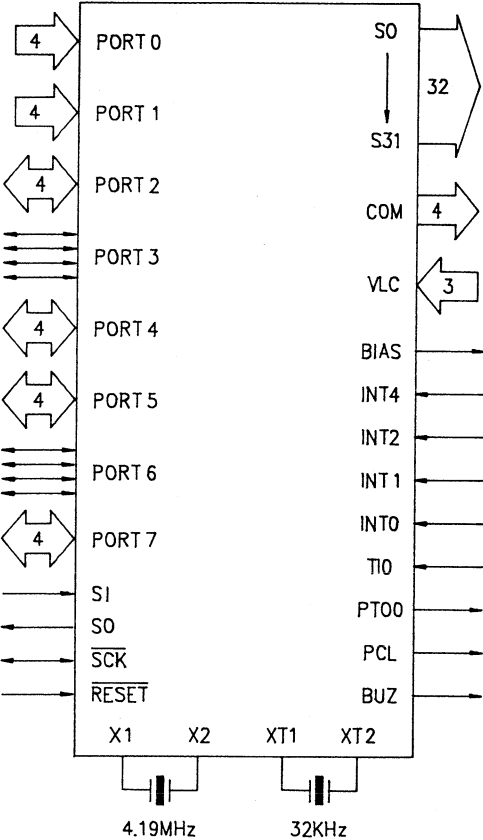 4 PORT 0
4 PORT 1
4 PORT 2
PORT 3
4 PORT 4
4 PORT 5
PORT 6
4 PORT 7
SI
SO
SCK
RESET
S0
32
S31
COM 4
VLC 3
BIAS
INT4
INT2
INT1
INT0
TI0
PTO0
PCL
BUZ
X1 X2 XT1 XT2
4.19MHz 32KHz